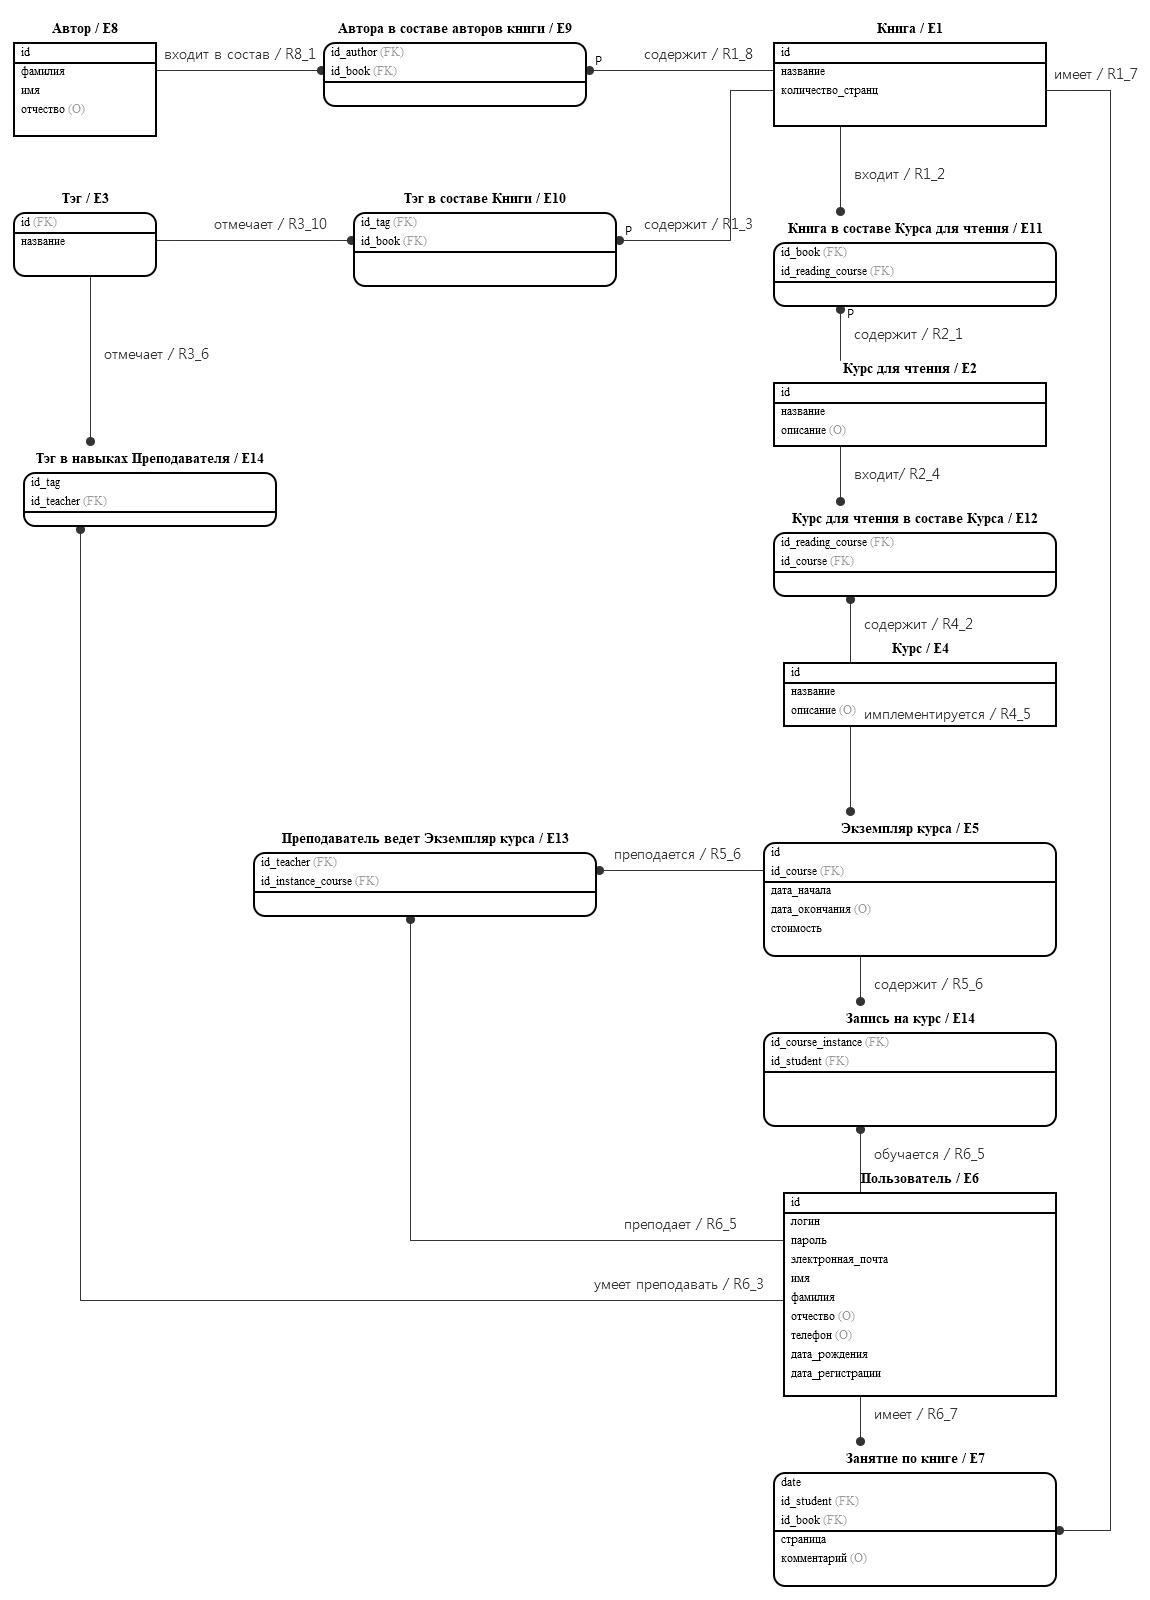 Автор / E8
id
фамилия
имя
отчество (O)
входит в состав / R8_1
Автора в составе авторов книги / E9
id_author (FK)
id_book (FK)
P
содержит / R1_8
Книга / E1
id
название
количество_странц
имеет / R1_7
Тэг / E3
id (FK)
название
отмечает / R3_10
Тэг в составе Книги / E10
id_tag (FK)
id_book (FK)
P
содержит / R1_3
входит / R1_2
Книга в составе Курса для чтения / E11
id_book (FK)
id_reading_course (FK)
P
содержит / R2_1
отмечает / R3_6
Курс для чтения / E2
id
название
описание (O)
Тэг в навыках Преподавателя / E14
id_tag
id_teacher (FK)
входит/ R2_4
Курс для чтения в составе Курса / E12
id_reading_course (FK)
id_course (FK)
содержит / R4_2
Курс / E4
id
название
описание (O)
имплементируется / R4_5
Преподаватель ведет Экземпляр курса / E13
id_teacher (FK)
id_instance_course (FK)
преподается / R5_6
Экземпляр курса / E5
id
id_course (FK)
дата_начала
дата_окончания (O)
стоимость
содержит / R5_6
Запись на курс / E14
id_course_instance (FK)
id_student (FK)
обучается / R6_5
Пользователь / E6
id
логин
пароль
электронная_почта
имя
фамилия
отчество (O)
телефон (O)
дата_рождения
дата_регистрации
преподает / R6_5
умеет преподавать / R6_3
имеет / R6_7
Занятие по книге / E7
date
id_student (FK)
id_book (FK)
страница
комментарий (O)